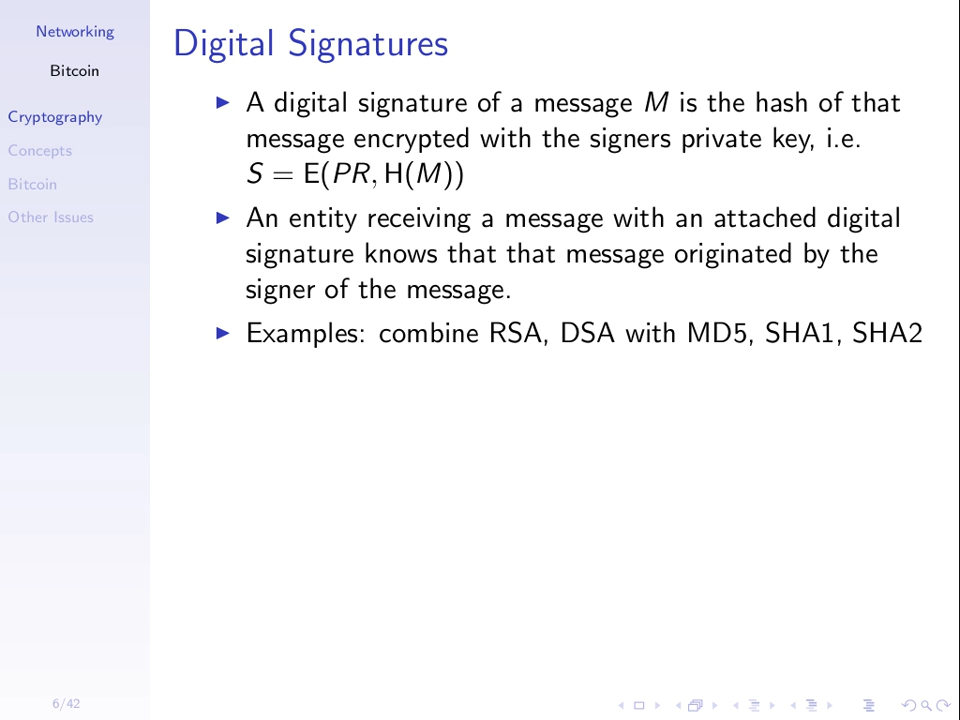 Networking
Bitcoin
Cryptography
Concepts
Bitcoin
Other Issues
Digital Signatures
A digital signature of a message M is the hash of that
message encrypted with the signers private key, i.e.
S = E(PR, H(M))
An entity receiving a message with an attached digital
signature knows that that message originated by the
signer of the message.
Examples: combine RSA, DSA with MD5, SHA1, SHA2
6/42